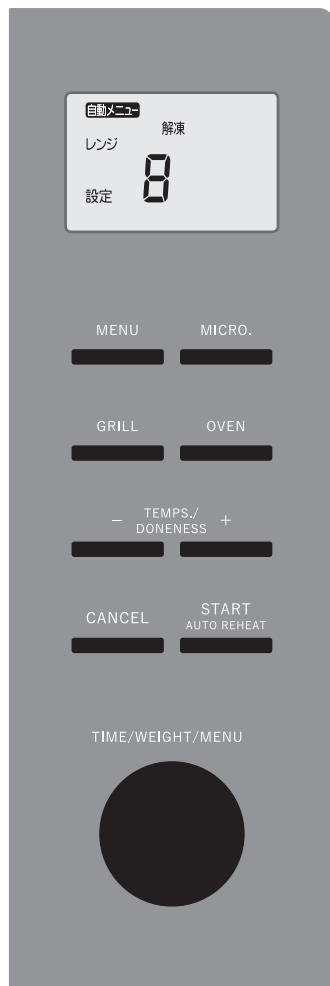 自動メニュー
解凍
レンジ
設定 8
MENU MICRO.
GRILL OVEN
− TEMPS./DONENESS +
CANCEL START
AUTO REHEAT
TIME/WEIGHT/MENU